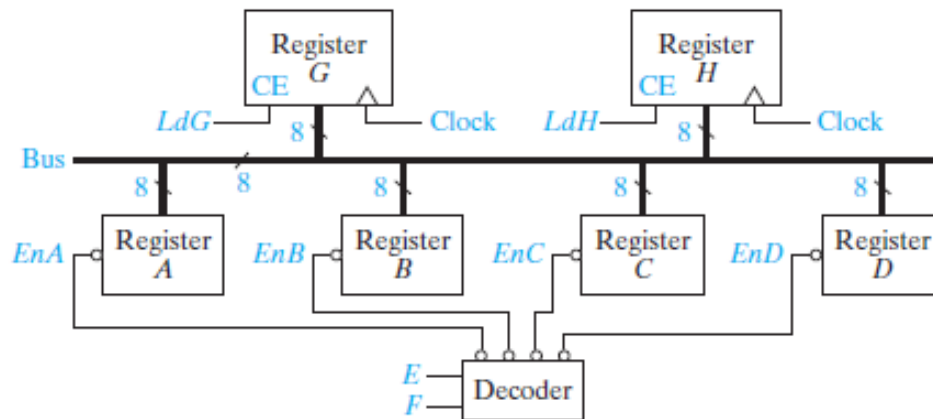 Register
G
CE
LdG
Clock
8
Register
H
CE
LdH
Clock
8
Bus
8
8
8
8
8
EnA
Register
A
EnB
Register
B
EnC
Register
C
EnD
Register
D
E
F
Decoder